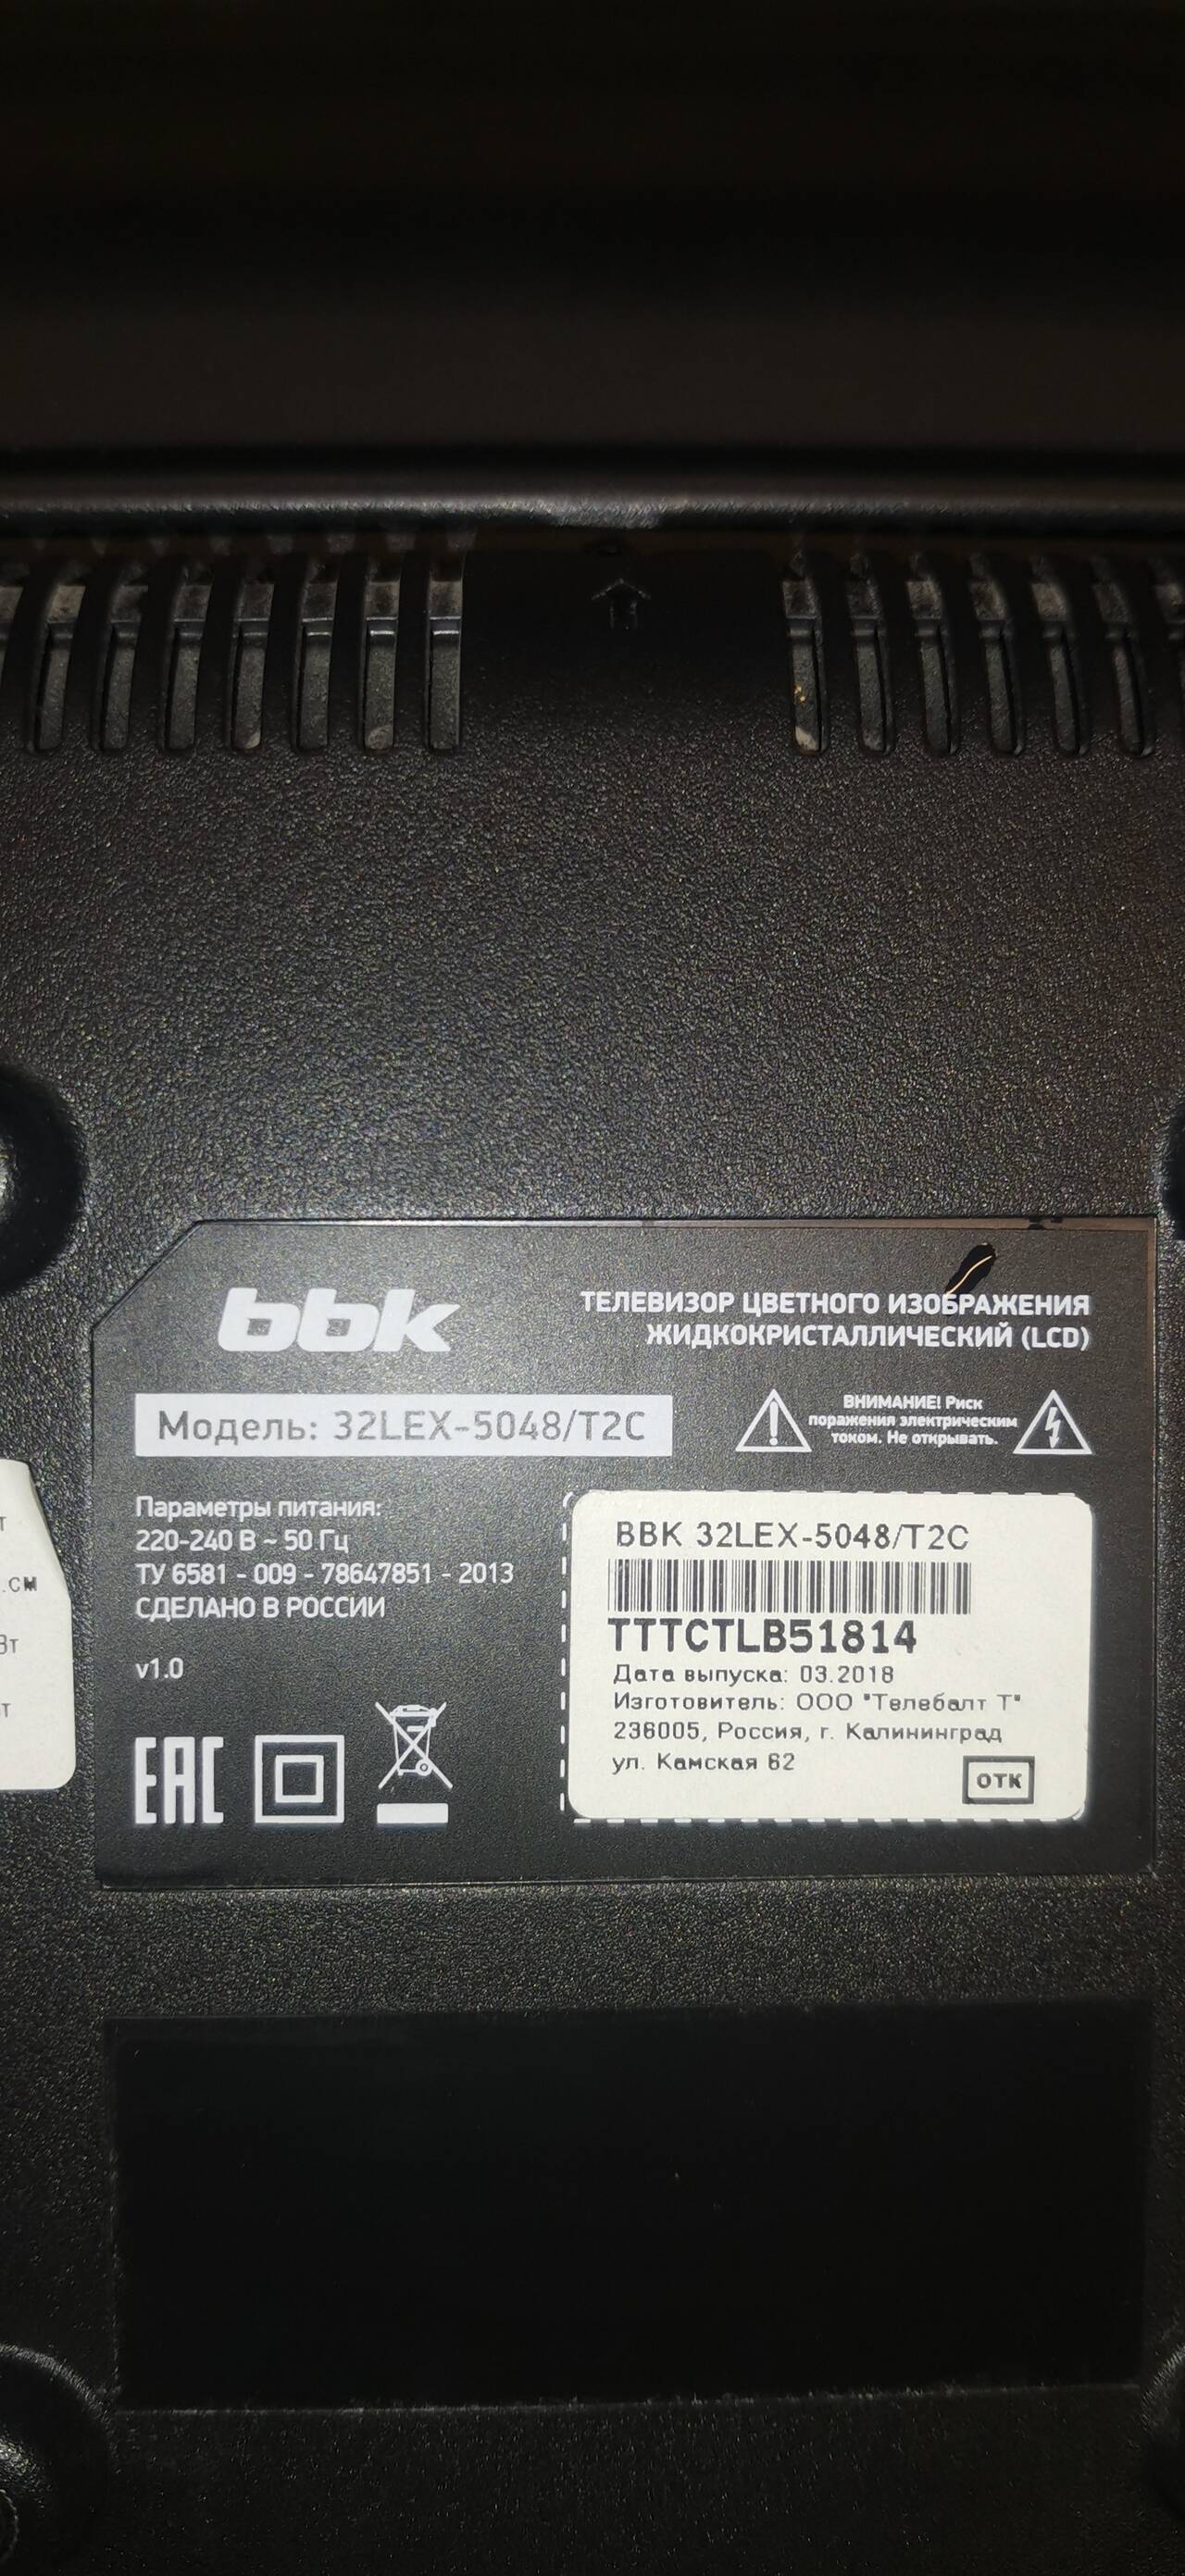 bbk
ТЕЛЕВИЗОР ЦВЕТНОГО ИЗОБРАЖЕНИЯ
ЖИДКОКРИСТАЛЛИЧЕСКИЙ (LCD)
Модель: 32LEX-5048/T2C
ВНИМАНИЕ! Риск
поражения электрическим
током. Не открывать.
Параметры питания:
220-240 В ~ 50 Гц
ТУ 6581 - 009 - 78647851 - 2013
СДЕЛАНО В РОССИИ
v1.0
EAC
BBK 32LEX-5048/T2C
TTTCTLB51814
Дата выпуска: 03.2018
Изготовитель: ООО "Телебалт Т"
236005, Россия, г. Калининград
ул. Камская 62
ОТК